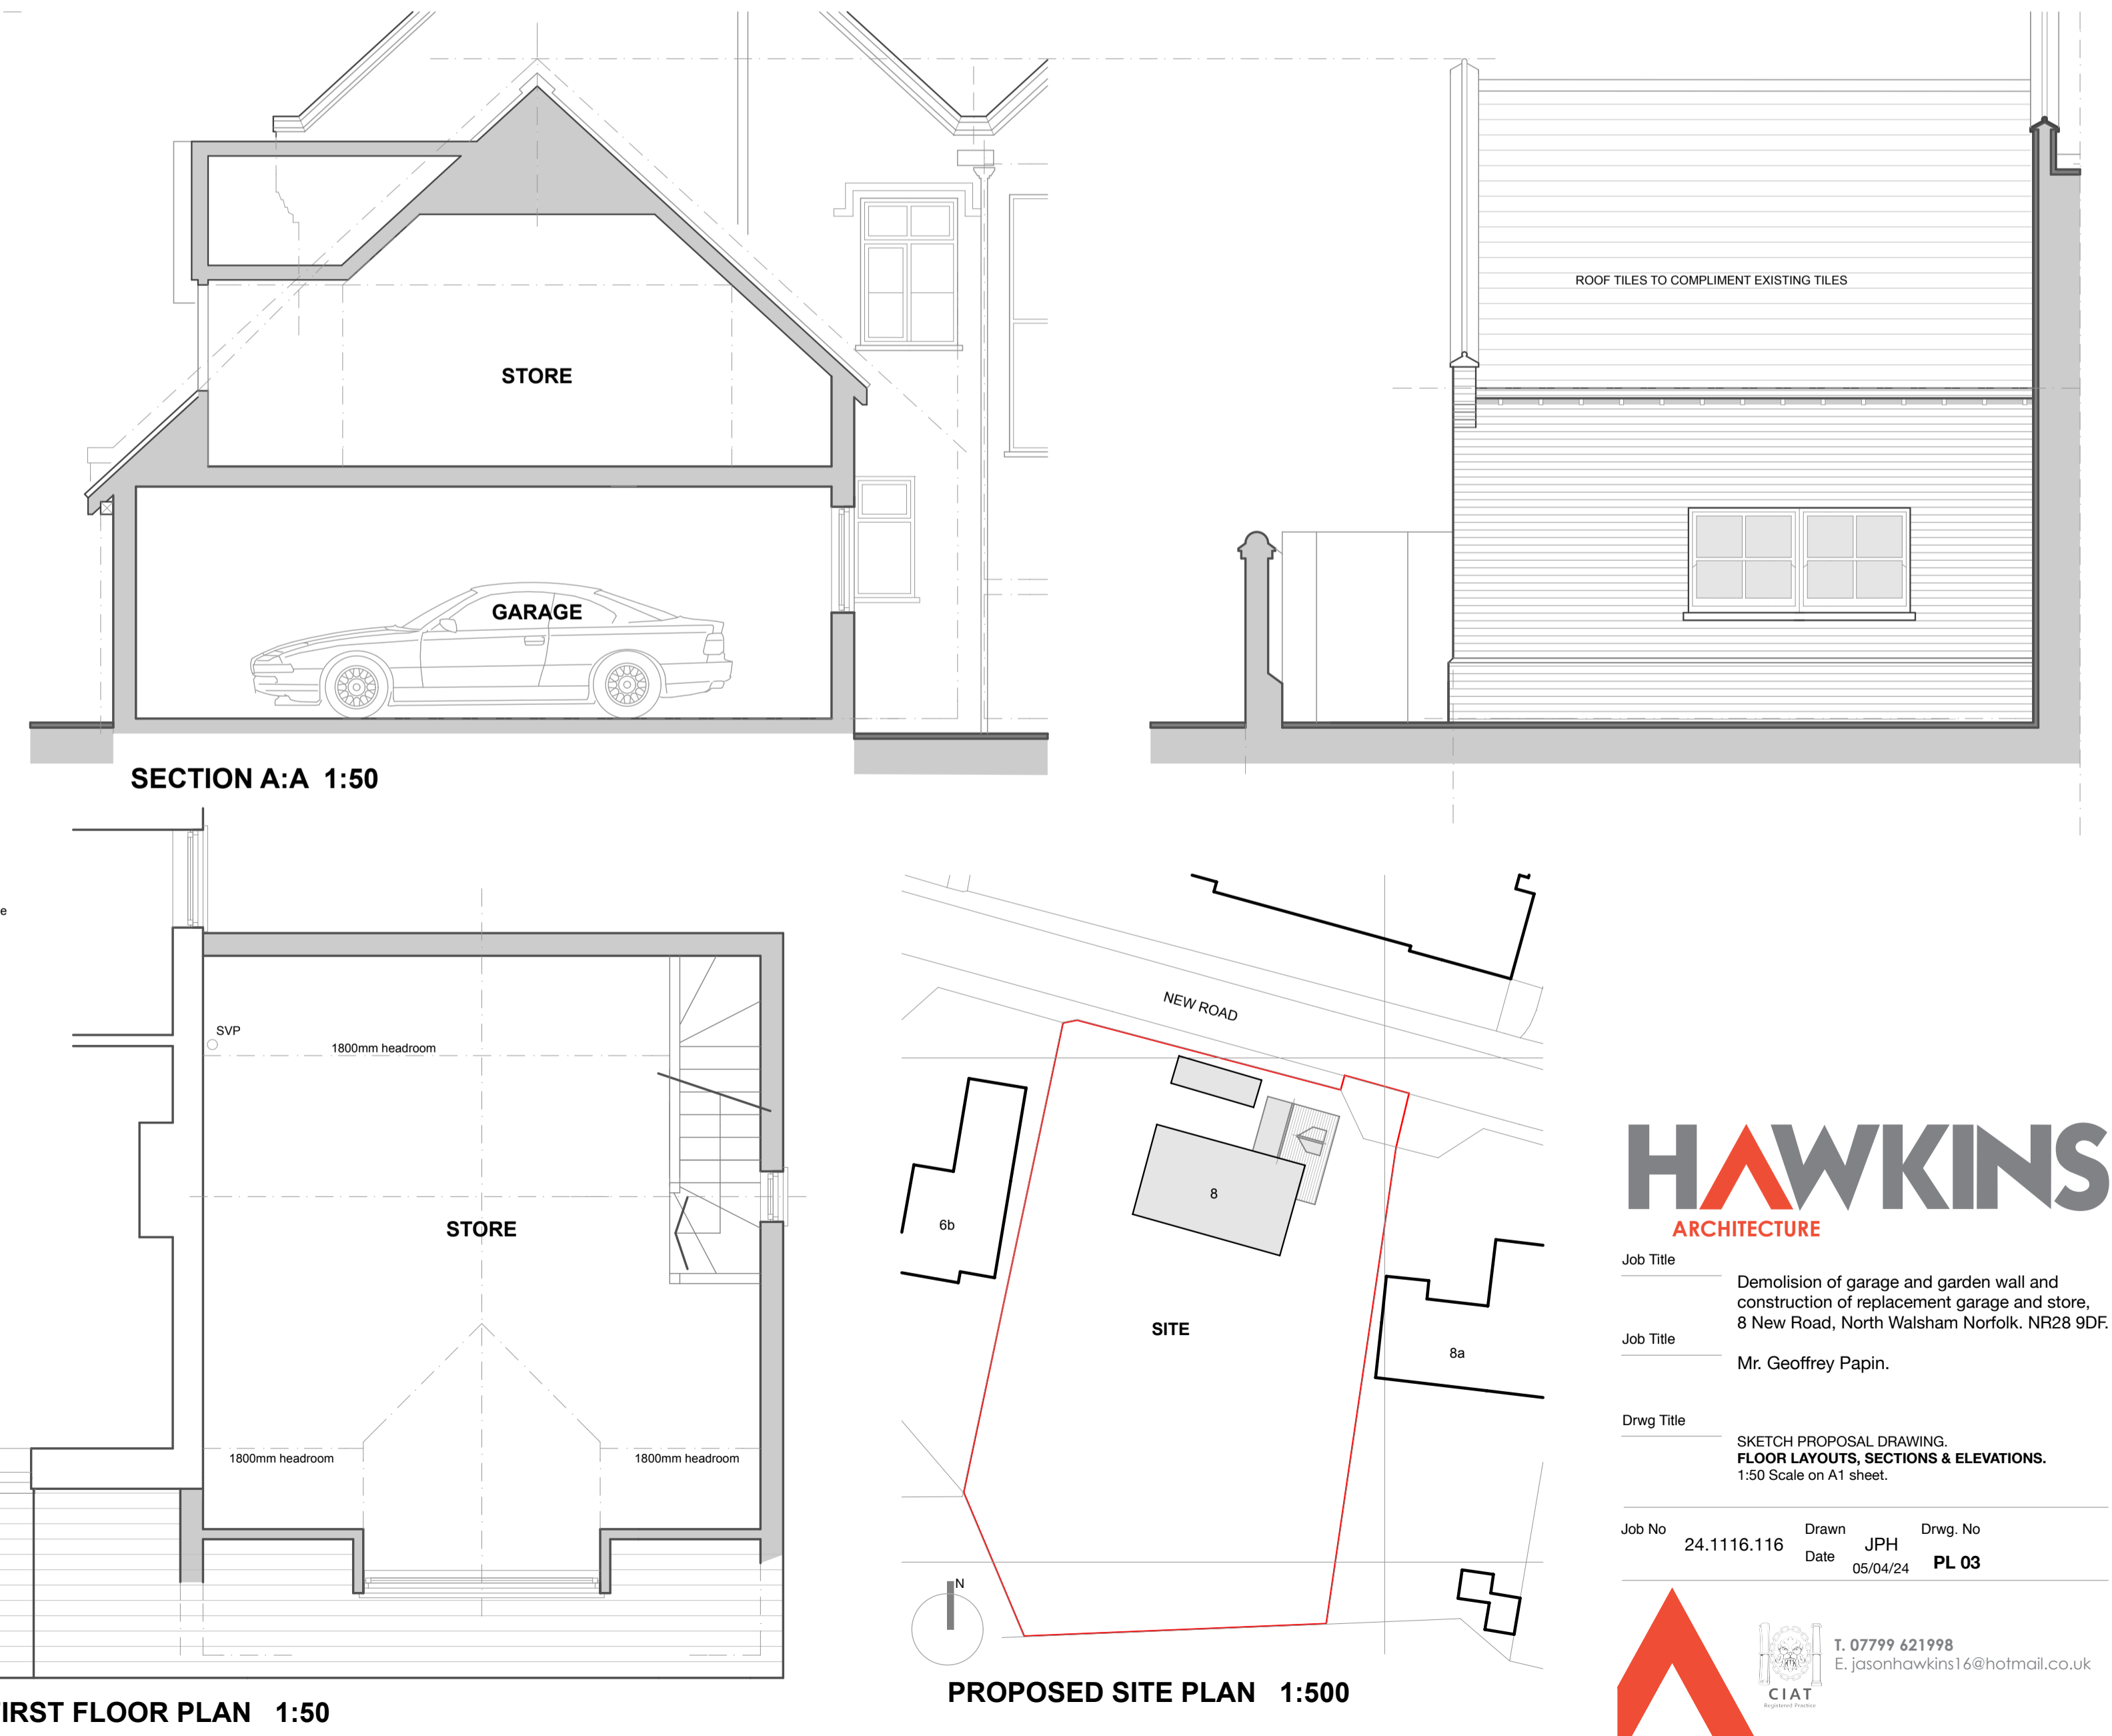 ROOF TILES TO COMPLIMENT EXISTING TILES
STORE
GARAGE
SECTION A:A 1:50
e
SVP
1800mm headroom
STORE
1800mm headroom
1800mm headroom
IRST FLOOR PLAN 1:50
NEW ROAD
8
6b
SITE
8a
N
PROPOSED SITE PLAN 1:500
HAWKINS
ARCHITECTURE
Job Title
Demolision of garage and garden wall and
construction of replacement garage and store,
8 New Road, North Walsham Norfolk. NR28 9DF.
Job Title
Mr. Geoffrey Papin.
Drwg Title
SKETCH PROPOSAL DRAWING.
FLOOR LAYOUTS, SECTIONS & ELEVATIONS.
1:50 Scale on A1 sheet.
Job No 24.1116.116
Drawn JPH
Date 05/04/24
Drwg. No PL 03
T. 07799 621998
E. jasonhawkins16@hotmail.co.uk
CIAT
Registered Practice